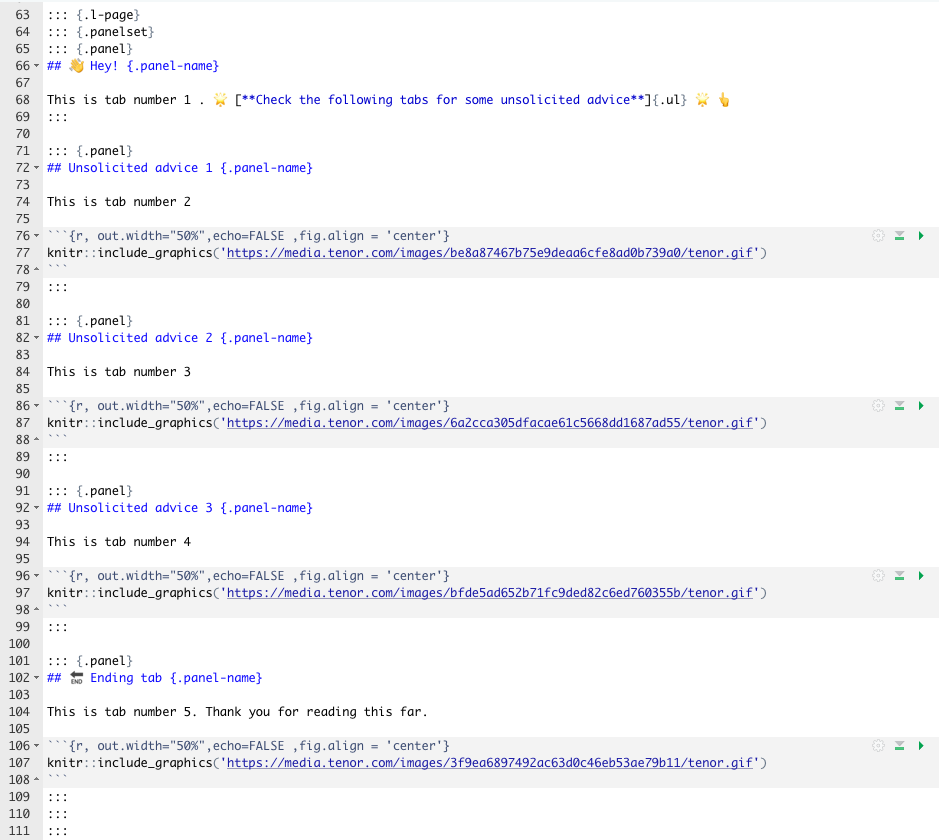 63 ::: {.l-page}
64 ::: {.panelset}
65 ::: {.panel}
66 ## 👋 Hey! {.panel-name}
67
68 This is tab number 1 . 🌟 [**Check the following tabs for some unsolicited advice**]{.ul} 🌟 👆
69 :::
70
71 ::: {.panel}
72 ## Unsolicited advice 1 {.panel-name}
73
74 This is tab number 2
75
76 ```{r, out.width="50%",echo=FALSE ,fig.align = 'center'}
77 knitr::include_graphics('https://media.tenor.com/images/be8a87467b75e9deaa6cfe8ad0b739a0/tenor.gif')
78 ```
79 :::
80
81 ::: {.panel}
82 ## Unsolicited advice 2 {.panel-name}
83
84 This is tab number 3
85
86 ```{r, out.width="50%",echo=FALSE ,fig.align = 'center'}
87 knitr::include_graphics('https://media.tenor.com/images/6a2cca305dfacae61c5668dd1687ad55/tenor.gif')
88 ```
89 :::
90
91 ::: {.panel}
92 ## Unsolicited advice 3 {.panel-name}
93
94 This is tab number 4
95
96 ```{r, out.width="50%",echo=FALSE ,fig.align = 'center'}
97 knitr::include_graphics('https://media.tenor.com/images/bfde5ad652b71fc9ded82c6ed760355b/tenor.gif')
98 ```
99 :::
100
101 ::: {.panel}
102 ## 🔚 Ending tab {.panel-name}
103
104 This is tab number 5. Thank you for reading this far.
105
106 ```{r, out.width="50%",echo=FALSE ,fig.align = 'center'}
107 knitr::include_graphics('https://media.tenor.com/images/3f9ea6897492ac63d0c46eb53ae79b11/tenor.gif')
108 ```
109 :::
110 :::
111 :::